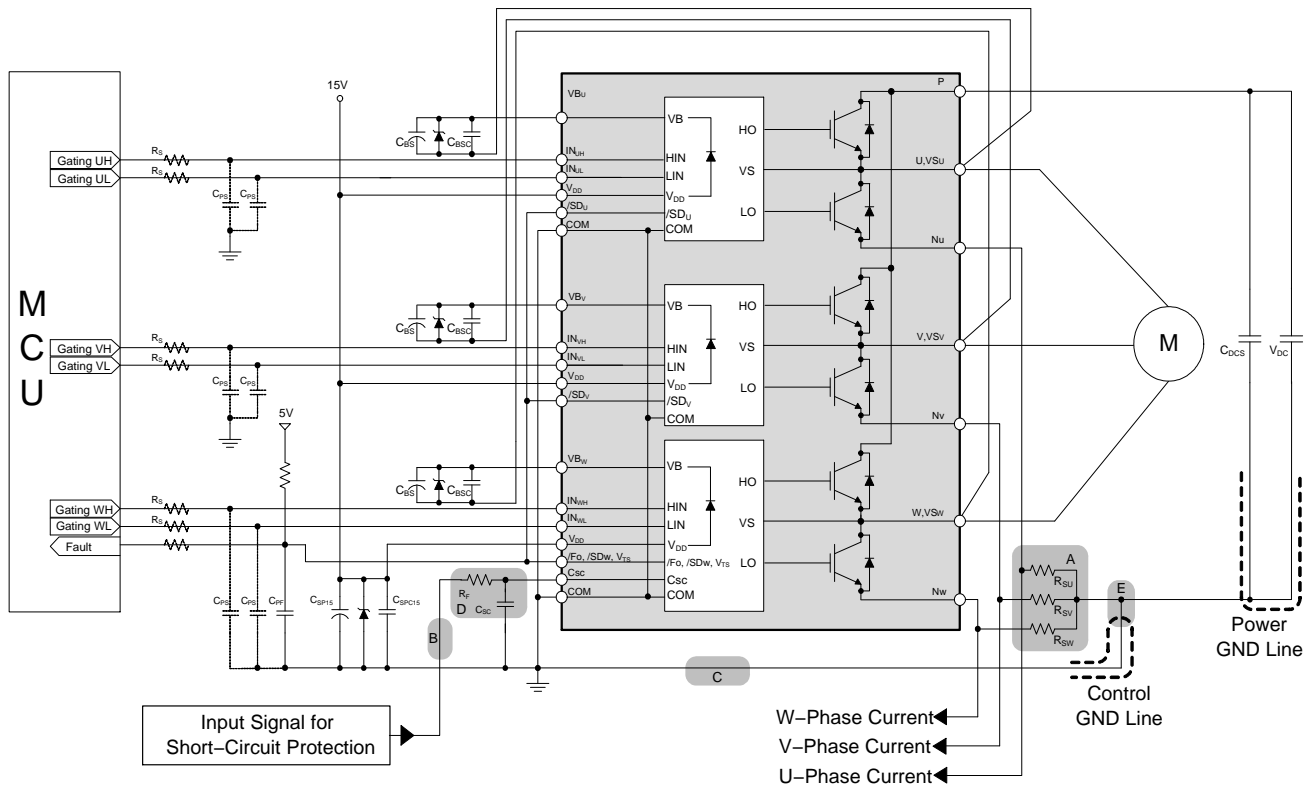 15V
VBU
P
VB
HO
CBS
CBSC
Gating UH
RS
INUH
HIN
VS
U,VSU
Gating UL
RS
INUL
LIN
CPS
CPS
VDD
VDD
/SDU
/SDU
LO
COM
COM
Nu
M
C
U
VBV
VB
HO
CBS
CBSC
Gating VH
RS
INVH
HIN
VS
V,VSV
M
CDCS
VDC
Gating VL
RS
INVL
LIN
CPS
CPS
VDD
VDD
/SDV
/SDV
LO
COM
5V
Nv
VBW
VB
HO
CBS
CBSC
Gating WH
RS
INWH
HIN
VS
W,VSW
Gating WL
INWL
LIN
Fault
VDD
VDD
/Fo, /SDw, VTS
/Fo, /SDw, VTS
LO
A
RSU
Csc
Csc
RF
D
CSC
COM
COM
Nw
CPS
CPS
CPF
CSP15
CSPC15
RSV
E
B
RSW
Power
GND Line
C
Control
GND Line
Input Signal for
Short−Circuit Protection
W−Phase Current
V−Phase Current
U−Phase Current